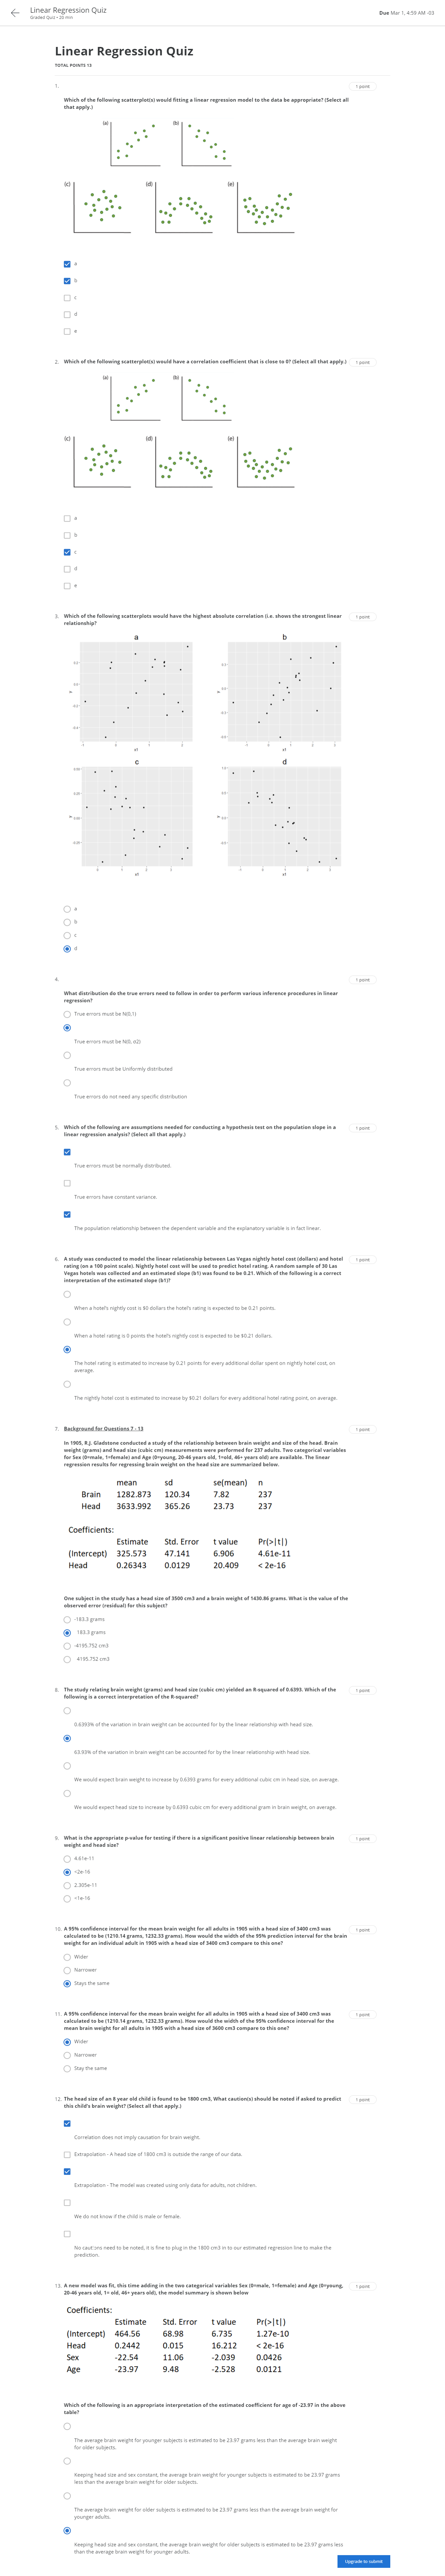 Linear Regression Quiz
Graded Quiz • 20 min
Due Mar 1, 4:59 AM -03
Linear Regression Quiz
TOTAL POINTS 13
1.
1 point
Which of the following scatterplot(s) would fitting a linear regression model to the data be appropriate? (Select all
that apply.)
(a)
(b)
(c)
(d)
(e)
a
b
c
d
e
2. Which of the following scatterplot(s) would have a correlation coefficient that is close to 0? (Select all that apply.)
1 point
(a)
(b)
(c)
(d)
(e)
a
b
c
d
e
3. Which of the following scatterplots would have the highest absolute correlation (i.e. shows the strongest linear
relationship?
1 point
a
b
c
d
a
b
c
d
4.
1 point
What distribution do the true errors need to follow in order to perform various inference procedures in linear
regression?
True errors must be N(0,1)
True errors must be N(0, σ2)
True errors must be Uniformly distributed
True errors do not need any specific distribution
5. Which of the following are assumptions needed for conducting a hypothesis test on the population slope in a
linear regression analysis? (Select all that apply.)
1 point
True errors must be normally distributed.
True errors have constant variance.
The population relationship between the dependent variable and the explanatory variable is in fact linear.
6. A study was conducted to model the linear relationship between Las Vegas nightly hotel cost (dollars) and hotel
rating (on a 100 point scale). Nightly hotel cost will be used to predict hotel rating. A random sample of 30 Las
Vegas hotels was collected and an estimated slope (b1) was found to be 0.21. Which of the following is a correct
interpretation of the estimated slope (b1)?
1 point
When a hotel's nightly cost is $0 dollars the hotel's rating is expected to be 0.21 points.
When a hotel rating is 0 points the hotel's nightly cost is expected to be $0.21 dollars.
The hotel rating is estimated to increase by 0.21 points for every additional dollar spent on nightly hotel cost, on
average.
The nightly hotel cost is estimated to increase by $0.21 dollars for every additional hotel rating point, on average.
7. Background for Questions 7 - 13
1 point
In 1905, R.J. Gladstone conducted a study of the relationship between brain weight and size of the head. Brain
weight (grams) and head size (cubic cm) measurements were performed for 237 adults. Two categorical variables
for Sex (0=male, 1=female) and Age (0=young, 20-46 years old, 1=old, 46+ years old) are available. The linear
regression results for regressing brain weight on the head size are summarized below.
mean sd se(mean) n
Brain 1282.873 120.34 7.82 237
Head 3633.992 365.26 23.73 237
Coefficients:
Estimate Std. Error t value Pr(>|t|)
(Intercept) 325.573 47.141 6.906 4.61e-11
Head 0.26343 0.0129 20.409 < 2e-16
One subject in the study has a head size of 3500 cm3 and a brain weight of 1430.86 grams. What is the value of the
observed error (residual) for this subject?
-183.3 grams
183.3 grams
-4195.752 cm3
4195.752 cm3
8. The study relating brain weight (grams) and head size (cubic cm) yielded an R-squared of 0.6393. Which of the
following is a correct interpretation of the R-squared?
1 point
0.6393% of the variation in brain weight can be accounted for by the linear relationship with head size.
63.93% of the variation in brain weight can be accounted for by the linear relationship with head size.
We would expect brain weight to increase by 0.6393 grams for every additional cubic cm in head size, on average.
We would expect head size to increase by 0.6393 cubic cm for every additional gram in brain weight, on average.
9. What is the appropriate p-value for testing if there is a significant positive linear relationship between brain
weight and head size?
1 point
4.61e-11
<2e-16
2.305e-11
<1e-16
10. A 95% confidence interval for the mean brain weight for all adults in 1905 with a head size of 3400 cm3 was
calculated to be (1210.14 grams, 1232.33 grams). How would the width of the 95% prediction interval for the brain
weight for an individual adult in 1905 with a head size of 3400 cm3 compare to this one?
1 point
Wider
Narrower
Stays the same
11. A 95% confidence interval for the mean brain weight for all adults in 1905 with a head size of 3400 cm3 was
calculated to be (1210.14 grams, 1232.33 grams). How would the width of the 95% confidence interval for the
mean brain weight for all adults in 1905 with a head size of 3600 cm3 compare to this one?
1 point
Wider
Narrower
Stay the same
12. The head size of an 8 year old child is found to be 1800 cm3, What caution(s) should be noted if asked to predict
this child's brain weight? (Select all that apply.)
1 point
Correlation does not imply causation for brain weight.
Extrapolation - A head size of 1800 cm3 is outside the range of our data.
Extrapolation - The model was created using only data for adults, not children.
We do not know if the child is male or female.
No cautions need to be noted, it is fine to plug in the 1800 cm3 in to our estimated regression line to make the
prediction.
13. A new model was fit, this time adding in the two categorical variables Sex (0=male, 1=female) and Age (0=young,
20-46 years old, 1= old, 46+ years old), the model summary is shown below
1 point
Coefficients:
Estimate Std. Error t value Pr(>|t|)
(Intercept) 464.56 68.98 6.735 1.27e-10
Head 0.2442 0.015 16.212 < 2e-16
Sex -22.54 11.06 -2.039 0.0426
Age -23.97 9.48 -2.528 0.0121
Which of the following is an appropriate interpretation of the estimated coefficient for age of -23.97 in the above
table?
The average brain weight for younger subjects is estimated to be 23.97 grams less than the average brain weight
for older subjects.
Keeping head size and sex constant, the average brain weight for younger subjects is estimated to be 23.97 grams
less than the average brain weight for older subjects.
The average brain weight for older subjects is estimated to be 23.97 grams less than the average brain weight for
younger adults.
Keeping head size and sex constant, the average brain weight for older subjects is estimated to be 23.97 grams less
than the average brain weight for younger adults.
Upgrade to submit